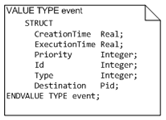 VALUE TYPE event
STRUCT
CreationTime Real;
ExecutionTime Real;
Priority Integer;
Id Integer;
Type Integer;
Destination Pid;
ENDVALUE TYPE event;